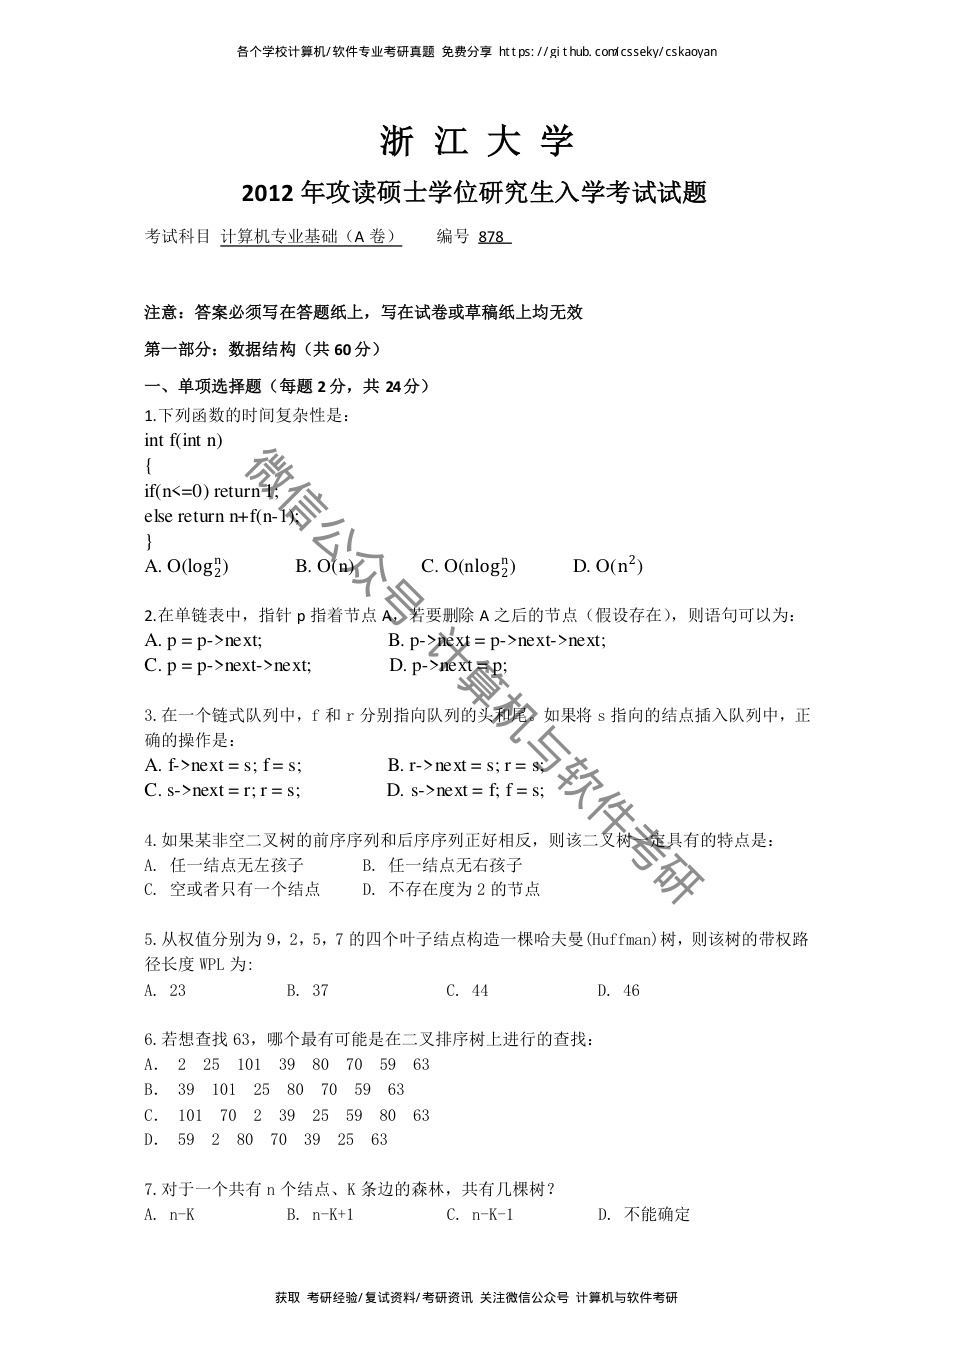 各个学校计算机/软件专业考研真题 免费分享 https://github.com/csseky/cskaoyan
浙 江 大 学
2012 年攻读硕士学位研究生入学考试试题
考试科目 计算机专业基础（A 卷） 编号 878
注意：答案必须写在答题纸上，写在试卷或草稿纸上均无效
第一部分：数据结构（共 60 分）
一、单项选择题（每题 2 分，共 24 分）
1.下列函数的时间复杂性是：
int f(int n)
{
if(n<=0) return 1;
else return n+f(n-1);
}
A. O(log₂ⁿ) B. O(n) C. O(nlog₂ⁿ) D. O(n²)
2.在单链表中，指针 p 指着节点 A，若要删除 A 之后的节点（假设存在），则语句可以为：
A. p = p->next; B. p->next = p->next->next;
C. p = p->next->next; D. p->next = p;
3.在一个链式队列中，f 和 r 分别指向队列的头和尾。如果将 s 指向的结点插入队列中，正
确的操作是：
A. f->next = s; f = s; B. r->next = s; r = s;
C. s->next = r; r = s; D. s->next = f; f = s;
4.如果某非空二叉树的前序序列和后序序列正好相反，则该二叉树一定具有的特点是：
A. 任一结点无左孩子 B. 任一结点无右孩子
C. 空或者只有一个结点 D. 不存在度为 2 的节点
5.从权值分别为 9，2，5，7 的四个叶子结点构造一棵哈夫曼(Huffman)树，则该树的带权路
径长度 WPL 为:
A. 23 B. 37 C. 44 D. 46
6.若想查找 63，哪个最有可能是在二叉排序树上进行的查找：
A. 2 25 101 39 80 70 59 63
B. 39 101 25 80 70 59 63
C. 101 70 2 39 25 59 80 63
D. 59 2 80 70 39 25 63
7.对于一个共有 n 个结点、K 条边的森林，共有几棵树？
A. n-K B. n-K+1 C. n-K-1 D. 不能确定
微信公众号 计算机与软件考研
获取 考研经验/复试资料/考研资讯 关注微信公众号 计算机与软件考研